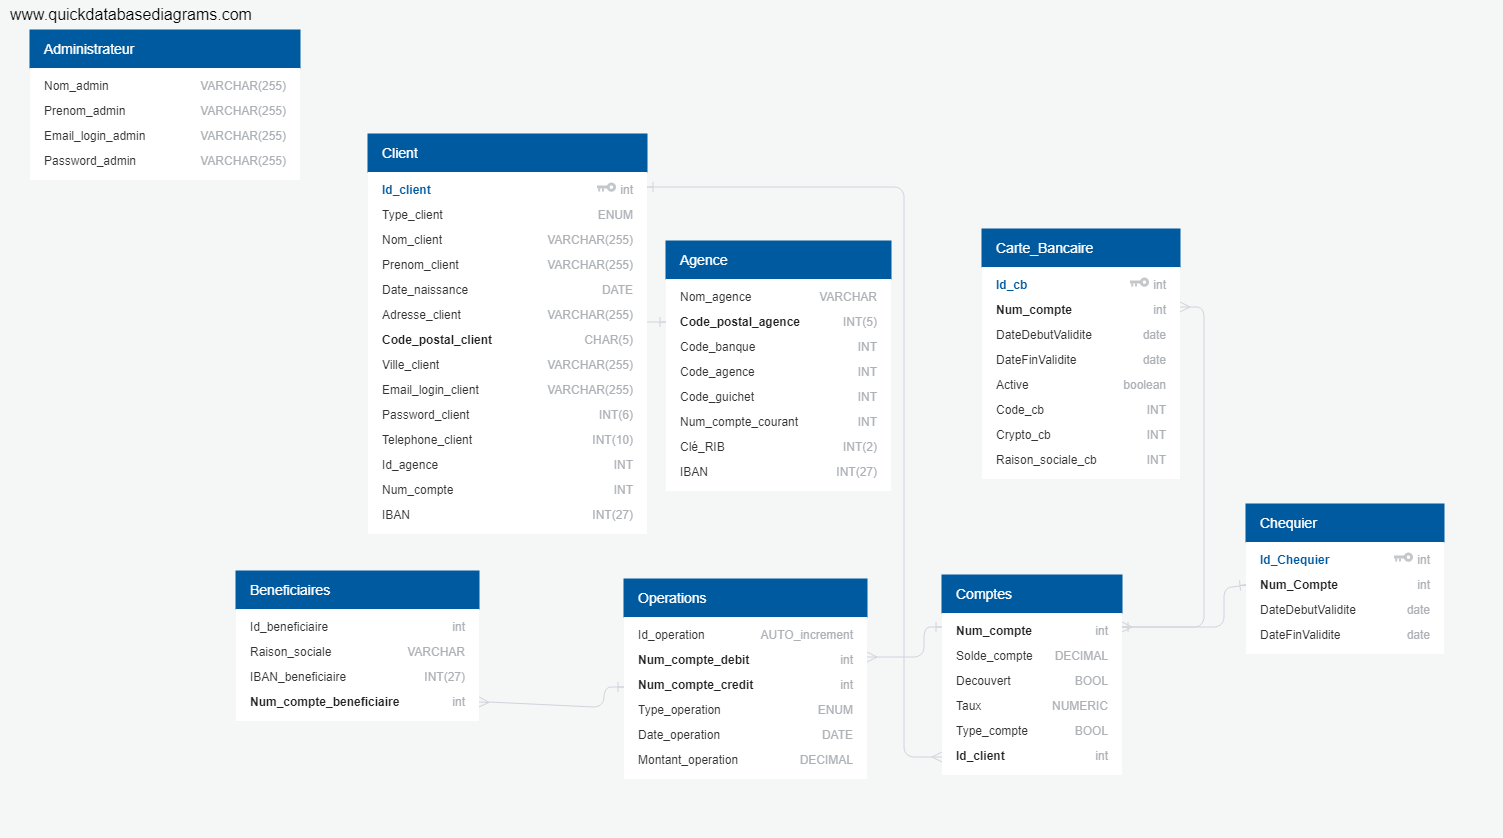 www.quickdatabasediagrams.com
Administrateur
Nom_admin VARCHAR(255)
Prenom_admin VARCHAR(255)
Email_login_admin VARCHAR(255)
Password_admin VARCHAR(255)
Client
Id_client int
Type_client ENUM
Nom_client VARCHAR(255)
Prenom_client VARCHAR(255)
Date_naissance DATE
Adresse_client VARCHAR(255)
Code_postal_client CHAR(5)
Ville_client VARCHAR(255)
Email_login_client VARCHAR(255)
Password_client INT(6)
Telephone_client INT(10)
Id_agence INT
Num_compte INT
IBAN INT(27)
Agence
Nom_agence VARCHAR
Code_postal_agence INT(5)
Code_banque INT
Code_agence INT
Code_guichet INT
Num_compte_courant INT
Clé_RIB INT(2)
IBAN INT(27)
Carte_Bancaire
Id_cb int
Num_compte int
DateDebutValidite date
DateFinValidite date
Active boolean
Code_cb INT
Crypto_cb INT
Raison_sociale_cb INT
Chequier
Id_Chequier int
Num_Compte int
DateDebutValidite date
DateFinValidite date
Beneficiaires
Id_beneficiaire int
Raison_sociale VARCHAR
IBAN_beneficiaire INT(27)
Num_compte_beneficiaire int
Operations
Id_operation AUTO_increment
Num_compte_debit int
Num_compte_credit int
Type_operation ENUM
Date_operation DATE
Montant_operation DECIMAL
Comptes
Num_compte int
Solde_compte DECIMAL
Decouvert BOOL
Taux NUMERIC
Type_compte BOOL
Id_client int